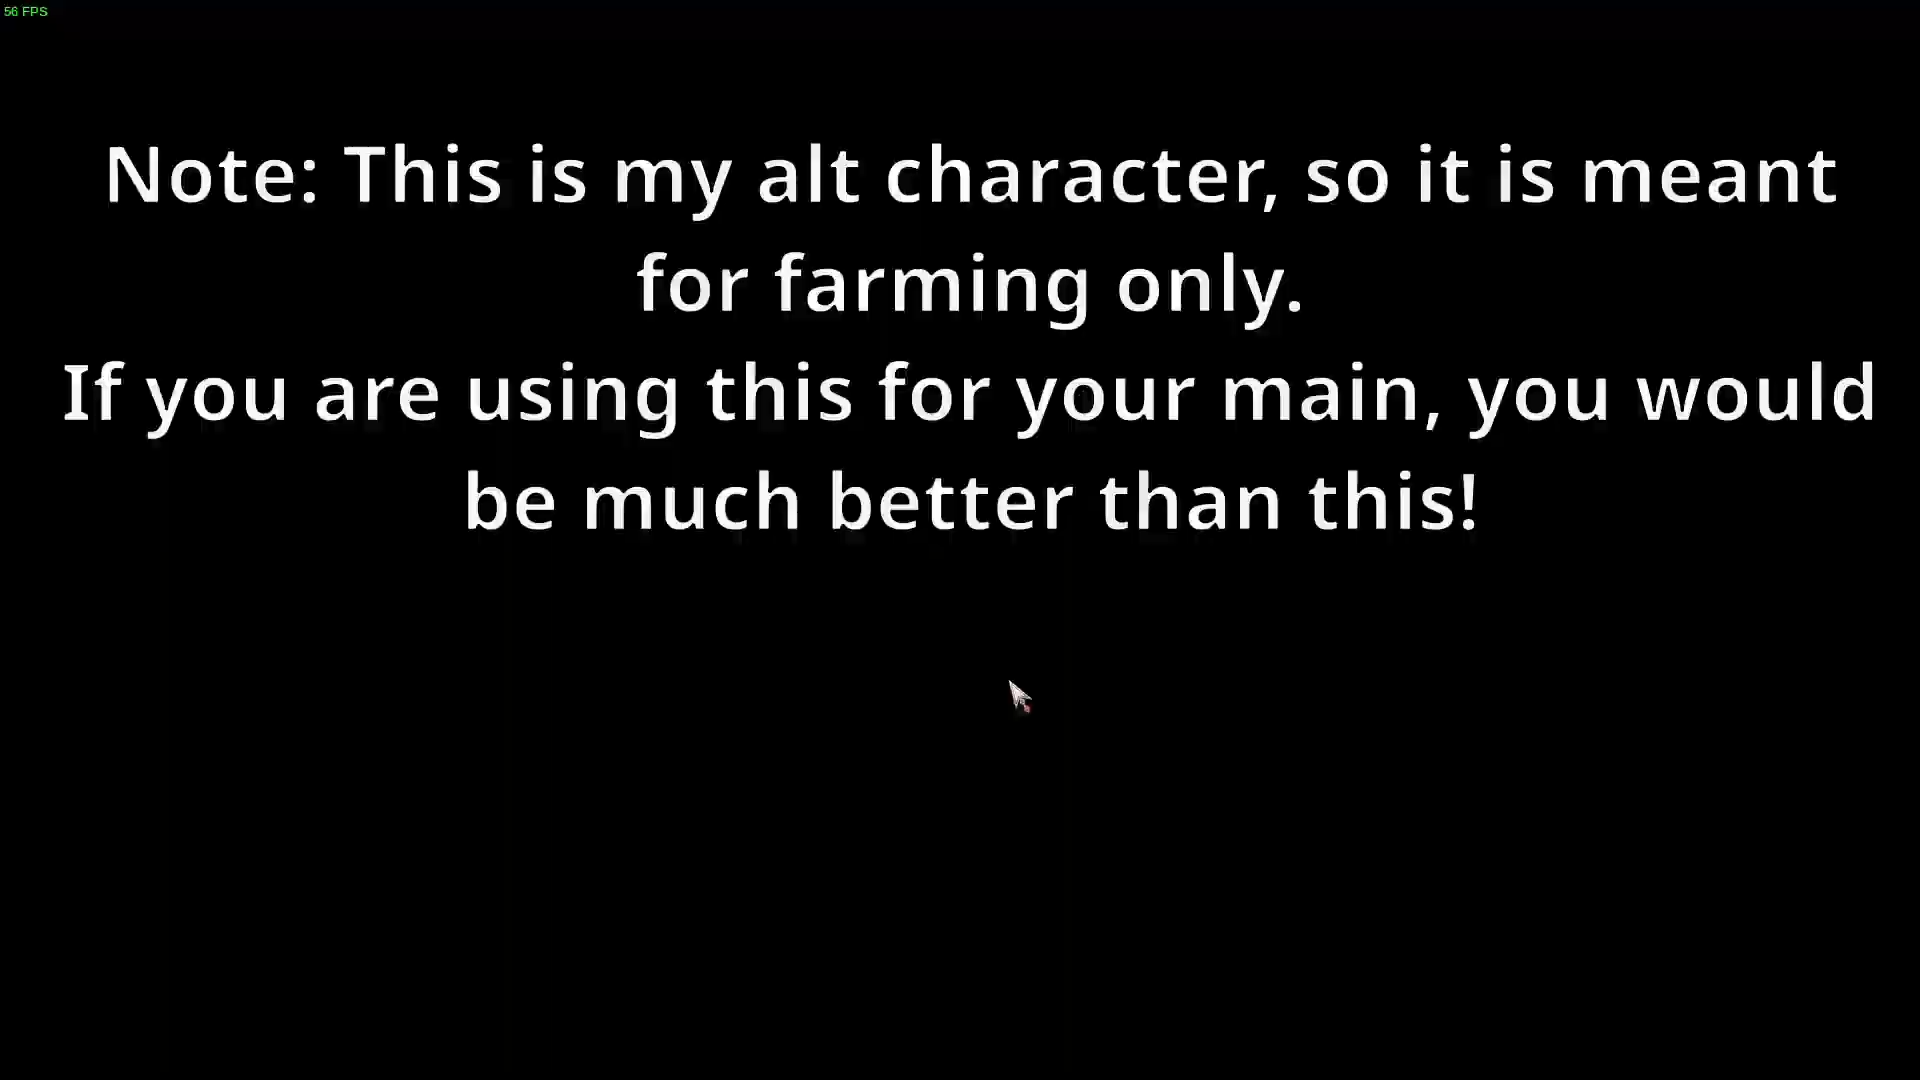 56 FPS
Note: This is my alt character, so it is meant
for farming only.
If you are using this for your main, you would
be much better than this!